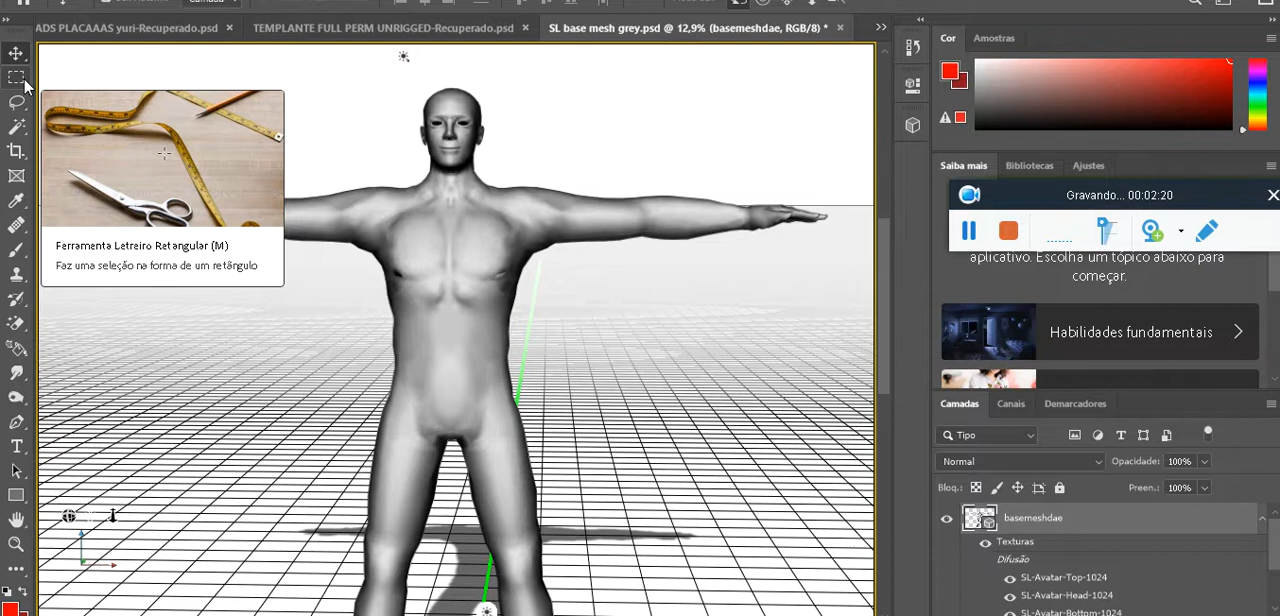 ADS PLACAAAS yuri-Recuperado.psd
TEMPLANTE FULL PERM UNRIGGED-Recuperado.psd
SL base mesh grey.psd @ 12,9% (basemeshdae, RGB/8) *
Cor
Amostras
Ferramenta Letreiro Retangular (M)
Faz uma seleção na forma de um retângulo
Saiba mais
Bibliotecas
Ajustes
Gravando... 00:02:20
aplicativo. Escolha um tópico abaixo para
começar.
Habilidades fundamentais
Camadas
Canais
Demarcadores
Tipo
Normal
Opacidade: 100%
Bloq.:
Preen.: 100%
basemeshdae
Texturas
Difusão
SL-Avatar-Top-1024
SL-Avatar-Head-1024
SL-Avatar-Bottom-1024